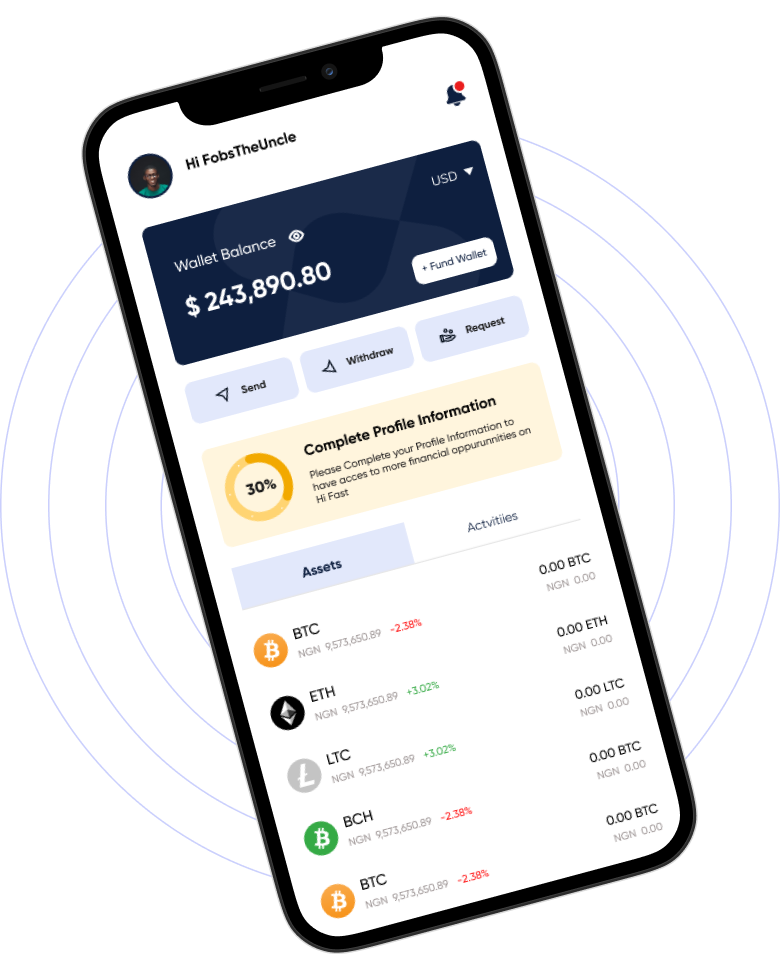 Hi FobsTheUncle
USD
Wallet Balance
$ 243,890.80
+ Fund Wallet
Send
Withdraw
Request
30%
Complete Profile Information
Please Complete your Profile Information to
have acces to more financial oppurunnities on
Hi Fast
Assets
Actvitiies
BTC
NGN 9,573,650.89 -2.38%
0.00 BTC
NGN 0.00
ETH
NGN 9,573,650.89 +3.02%
0.00 ETH
NGN 0.00
LTC
NGN 9,573,650.89 +3.02%
0.00 LTC
NGN 0.00
BCH
NGN 9,573,650.89 -2.38%
0.00 BTC
NGN 0.00
BTC
NGN 9,573,650.89 -2.38%
0.00 BTC
NGN 0.00